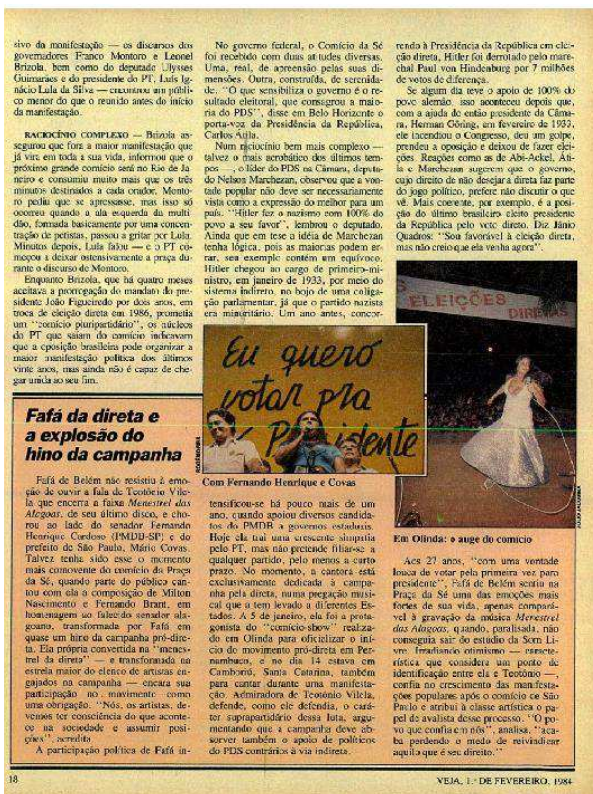 sivo da manifestação — os discursos dos
governadores Franco Montoro e Leonel
Brizola, bem como do deputado Ulysses
Guimarães e do presidente do PT, Luís Ig-
nácio Lula da Silva — encontrou um públi-
co menor do que o reunido antes do início
da manifestação.
RACIOCÍNIO COMPLEXO — Brizola as-
segurou que fora a maior manifestação que
já vira em toda a sua vida, informou que o
próximo grande comício será no Rio de Ja-
neiro e consumiu muito mais que os três
minutos destinados a cada orador. Monto-
ro pediu que se apressasse, mas isso só
ocorreu quando a ala esquerda da multi-
dão, formada basicamente por uma concen-
tração de petistas, passou a gritar por Lula.
Minutos depois, Lula falou — e o PT co-
meçou a deixar ostensivamente a praça du-
rante o discurso de Montoro.
Enquanto Brizola, que há quatro meses
aceitava a prorrogação do mandato do pre-
sidente João Figueiredo por dois anos, em
troca de eleição direta em 1986, prometia
um "comício pluripartidário", os núcleos
do PT que saíam do comício indicavam
que a oposição brasileira pode organizar a
maior manifestação política dos últimos
vinte anos, mas ainda não é capaz de che-
gar unida ao seu fim.
No governo federal, o Comício da Sé
foi recebido com duas atitudes diversas.
Uma, real, de apreensão pelas suas di-
mensões. Outra, construída, de serenida-
de. "O que sensibiliza o governo é o re-
sultado eleitoral, que consagrou a maio-
ria do PDS", disse em Belo Horizonte o
porta-voz da Presidência da República,
Carlos Átila.
Num raciocínio bem mais complexo —
talvez o mais acrobático dos últimos tem-
pos —, o líder do PDS na Câmara, deputa-
do Nelson Marchezan, observou que a von-
tade popular não deve ser necessariamente
vista como a expressão do melhor para um
país. "Hitler fez o nazismo com 100% do
povo a seu favor", lembrou o deputado.
Ainda que em tese a idéia de Marchezan
tenha lógica, pois as maiorias podem er-
rar, seu exemplo contém um equívoco.
Hitler chegou ao cargo de primeiro-mi-
nistro, em janeiro de 1933, por meio do
sistema indireto, no bojo de uma coliga-
ção parlamentar, já que o partido nazista
era minoritário. Um ano antes, concor-
rendo à Presidência da República em elei-
ção direta, Hitler foi derrotado pelo mare-
chal Paul von Hindenburg por 7 milhões
de votos de diferença.
Se algum dia teve o apoio de 100% do
povo alemão, isso aconteceu depois que,
com a ajuda do então presidente da Câma-
ra, Herman Göring, em fevereiro de 1933,
ele incendiou o Congresso, deu um golpe,
prendeu a oposição e deixou de fazer elei-
ções. Reações como as de Abi-Ackel, Áti-
la e Marchezan sugerem que o governo,
cujo direito de não desejar a direta faz parte
do jogo político, prefere não discutir o que
vê. Mais coerente, por exemplo, é a posi-
ção do último brasileiro eleito presidente
da República pelo voto direto. Diz Jânio
Quadros: "Sou favorável à eleição direta,
mas não creio que ela venha agora".
ELEIÇÕES
DIRETAS
Eu quero
votar pra
Presidente
Com Fernando Henrique e Covas
Em Olinda: o auge do comício
Fafá da direta e
a explosão do
hino da campanha
Fafá de Belém não resistiu à emo-
ção de ouvir a fala de Teotônio Vile-
la que encerra a faixa Menestrel das
Alagoas, de seu último disco, e cho-
rou ao lado do senador Fernando
Henrique Cardoso (PMDB-SP) e do
prefeito de São Paulo, Mário Covas.
Talvez tenha sido esse o momento
mais comovente do comício da Praça
da Sé, quando parte do público can-
tou com ela a composição de Milton
Nascimento e Fernando Brant, em
homenagem ao falecido senador ala-
goano, transformada por Fafá em
quase um hino da campanha pró-dire-
ta. Ela própria convertida na "menes-
trel da direta" — e transformada na
estrela maior do elenco de artistas en-
gajados na campanha — encara sua
participação no movimento como
uma obrigação. "Nós, os artistas, de-
vemos ter consciência do que aconte-
ce na sociedade e assumir posi-
ções", acredita.
A participação política de Fafá in-
tensificou-se há pouco mais de um
ano, quando apoiou diversos candida-
tos do PMDB a governos estaduais.
Hoje ela traí uma crescente simpatia
pelo PT, mas não pretende filiar-se a
qualquer partido, pelo menos a curto
prazo. No momento, a cantora está
exclusivamente dedicada à campa-
nha pela direta, numa pregação musi-
cal que a tem levado a diferentes Es-
tados. A 5 de janeiro, ela foi a prota-
gonista do "comício-show" realiza-
do em Olinda para oficializar o iní-
cio do movimento pró-direta em Per-
nambuco, e no dia 14 estava em
Camboriú, Santa Catarina, também
para cantar durante uma manifesta-
ção. Admiradora de Teotônio Vilela,
defende, como ele defendia, o cará-
ter suprapartidário dessa luta, argu-
mentando que a campanha deve ab-
sorver também o apoio de políticos
do PDS contrários à via indireta.
Aos 27 anos, "com uma vontade
louca de votar pela primeira vez para
presidente", Fafá de Belém sentiu na
Praça da Sé uma das emoções mais
fortes de sua vida, apenas compará-
vel à gravação da música Menestrel
das Alagoas, quando, paralisada, não
conseguia sair do estúdio da Som Li-
vre. Irradiando otimismo — caracte-
rística que considera um ponto de
identificação entre ela e Teotônio —,
confia no crescimento das manifesta-
ções populares após o comício de São
Paulo e atribui à classe artística o pa-
pel de avalista desse processo. "O po-
vo que confia em nós", analisa, "aca-
ba perdendo o medo de reivindicar
aquilo que é seu direito."
18
VEJA, 1.º DE FEVEREIRO, 1984